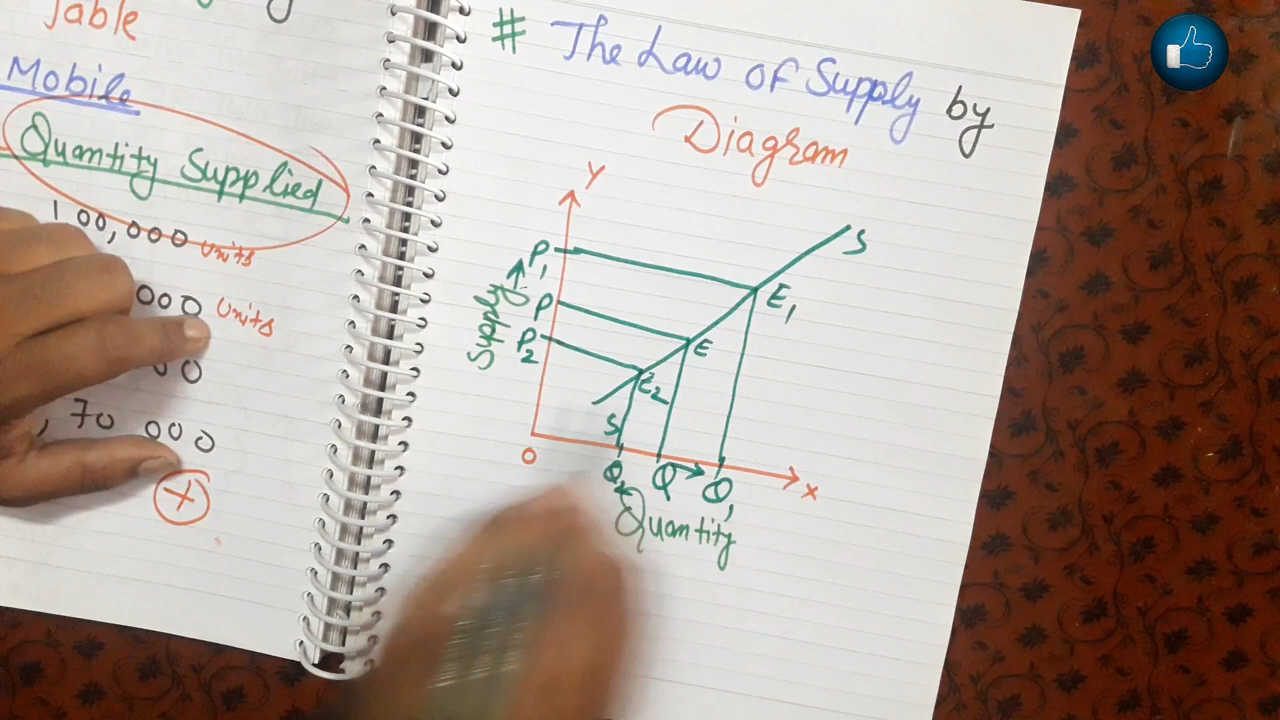 Table
Mobile
Quantity Supplied
1,00,000 Units
000 Units
00
, 70 000
+
# The Law of Supply by
Diagram
Y
S
P1
E1
Supply
P
E
P2
E2
S
O
Q2 Q Q1
X
Quantity